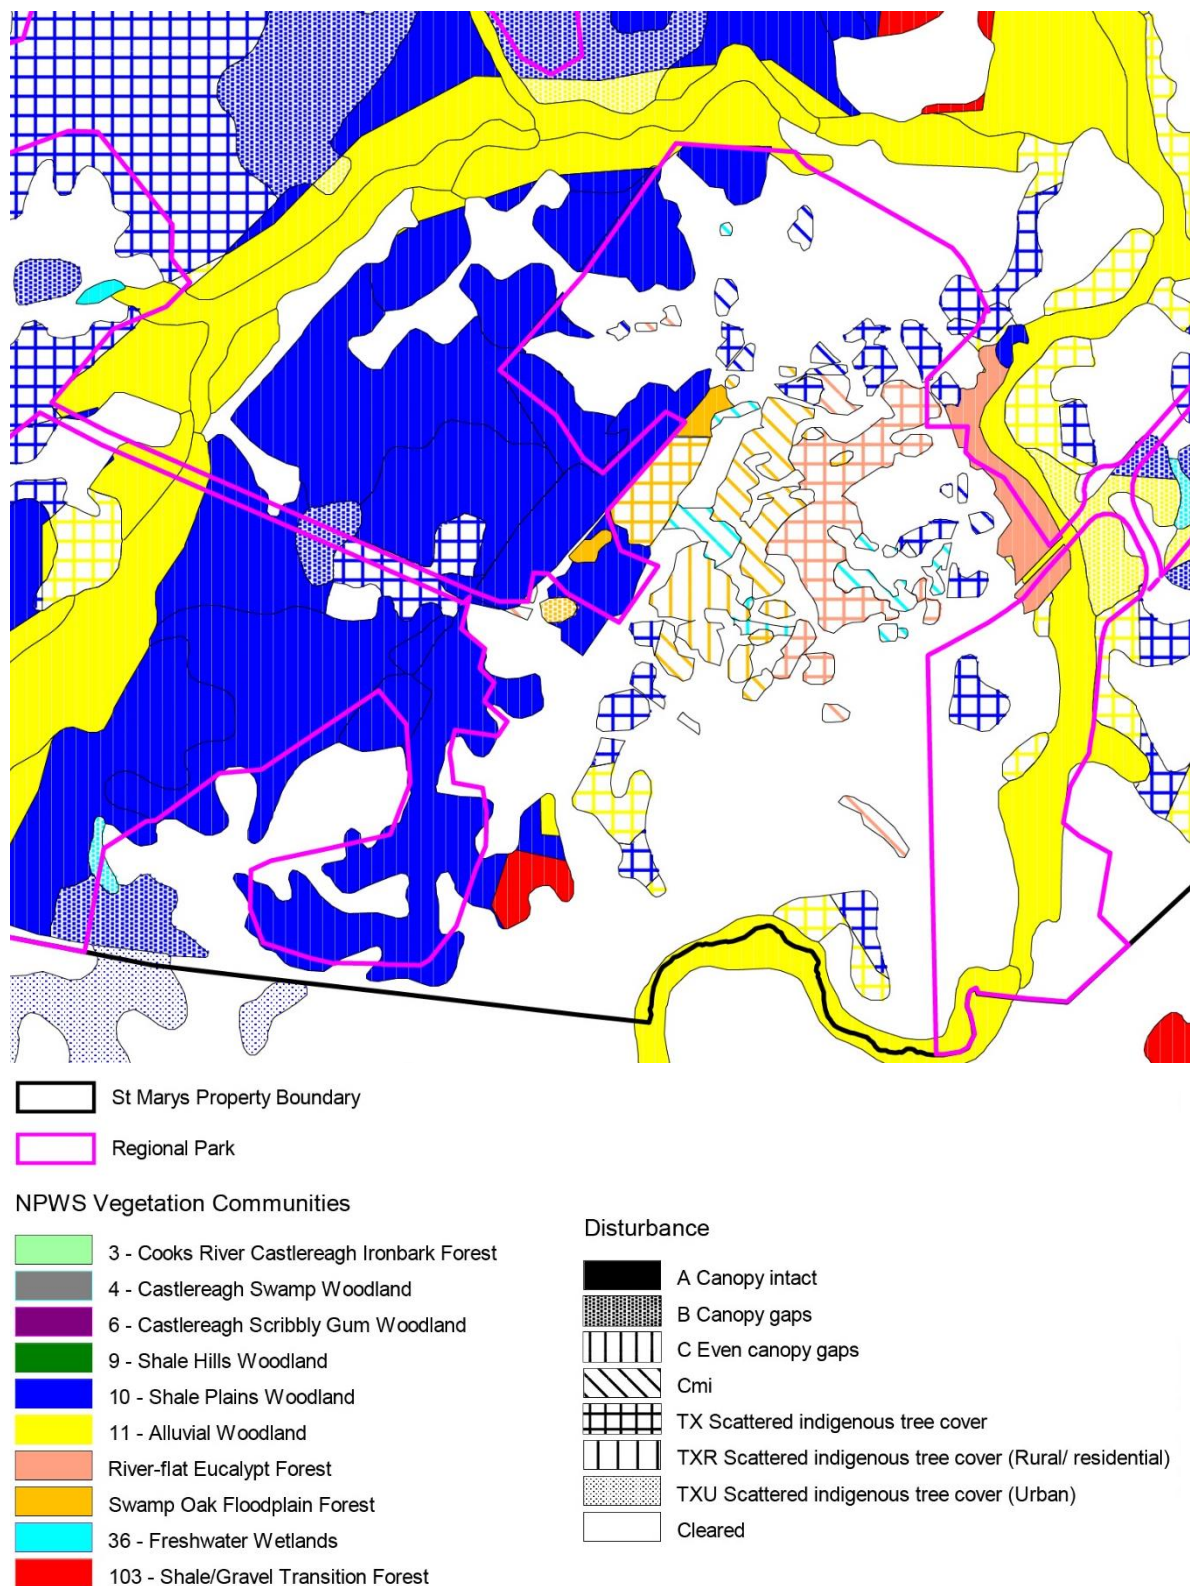 St Marys Property Boundary
Regional Park
NPWS Vegetation Communities
3 - Cooks River Castlereagh Ironbark Forest
4 - Castlereagh Swamp Woodland
6 - Castlereagh Scribbly Gum Woodland
9 - Shale Hills Woodland
10 - Shale Plains Woodland
11 - Alluvial Woodland
River-flat Eucalypt Forest
Swamp Oak Floodplain Forest
36 - Freshwater Wetlands
103 - Shale/Gravel Transition Forest
Disturbance
A Canopy intact
B Canopy gaps
C Even canopy gaps
Cmi
TX Scattered indigenous tree cover
TXR Scattered indigenous tree cover (Rural/ residential)
TXU Scattered indigenous tree cover (Urban)
Cleared